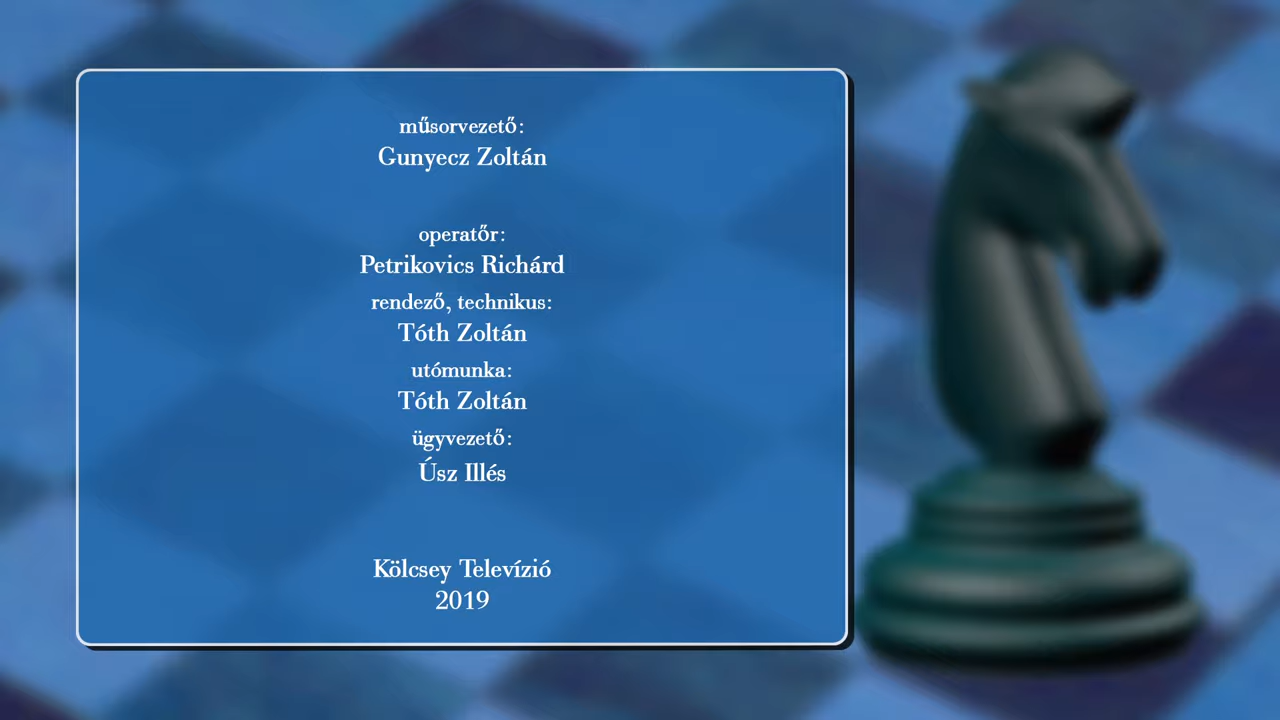 műsorvezető:
Gunyecz Zoltán
operatőr:
Petrikovics Richárd
rendező, technikus:
Tóth Zoltán
utómunka:
Tóth Zoltán
ügyvezető:
Úsz Illés
Kölcsey Televízió
2019